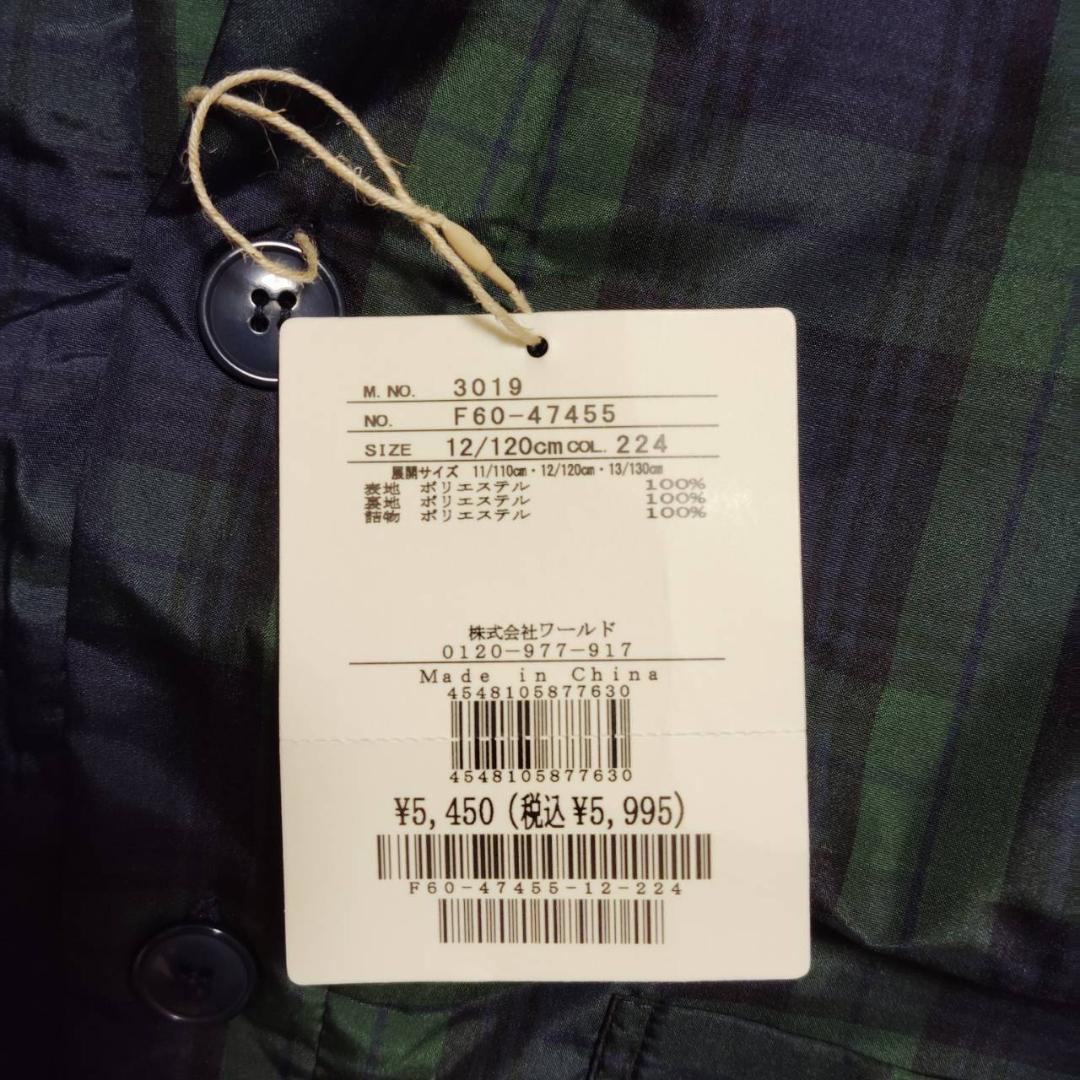 M. NO. 3019
NO. F60-47455
SIZE 12/120cm COL. 224
展開サイズ 11/110cm・12/120cm・13/130cm
表地 ポリエステル 100%
裏地 ポリエステル 100%
詰物 ポリエステル 100%
株式会社ワールド
0120-977-917
Made in China
4548105877630
4548105877630
¥5,450 (税込¥5,995)
F60-47455-12-224